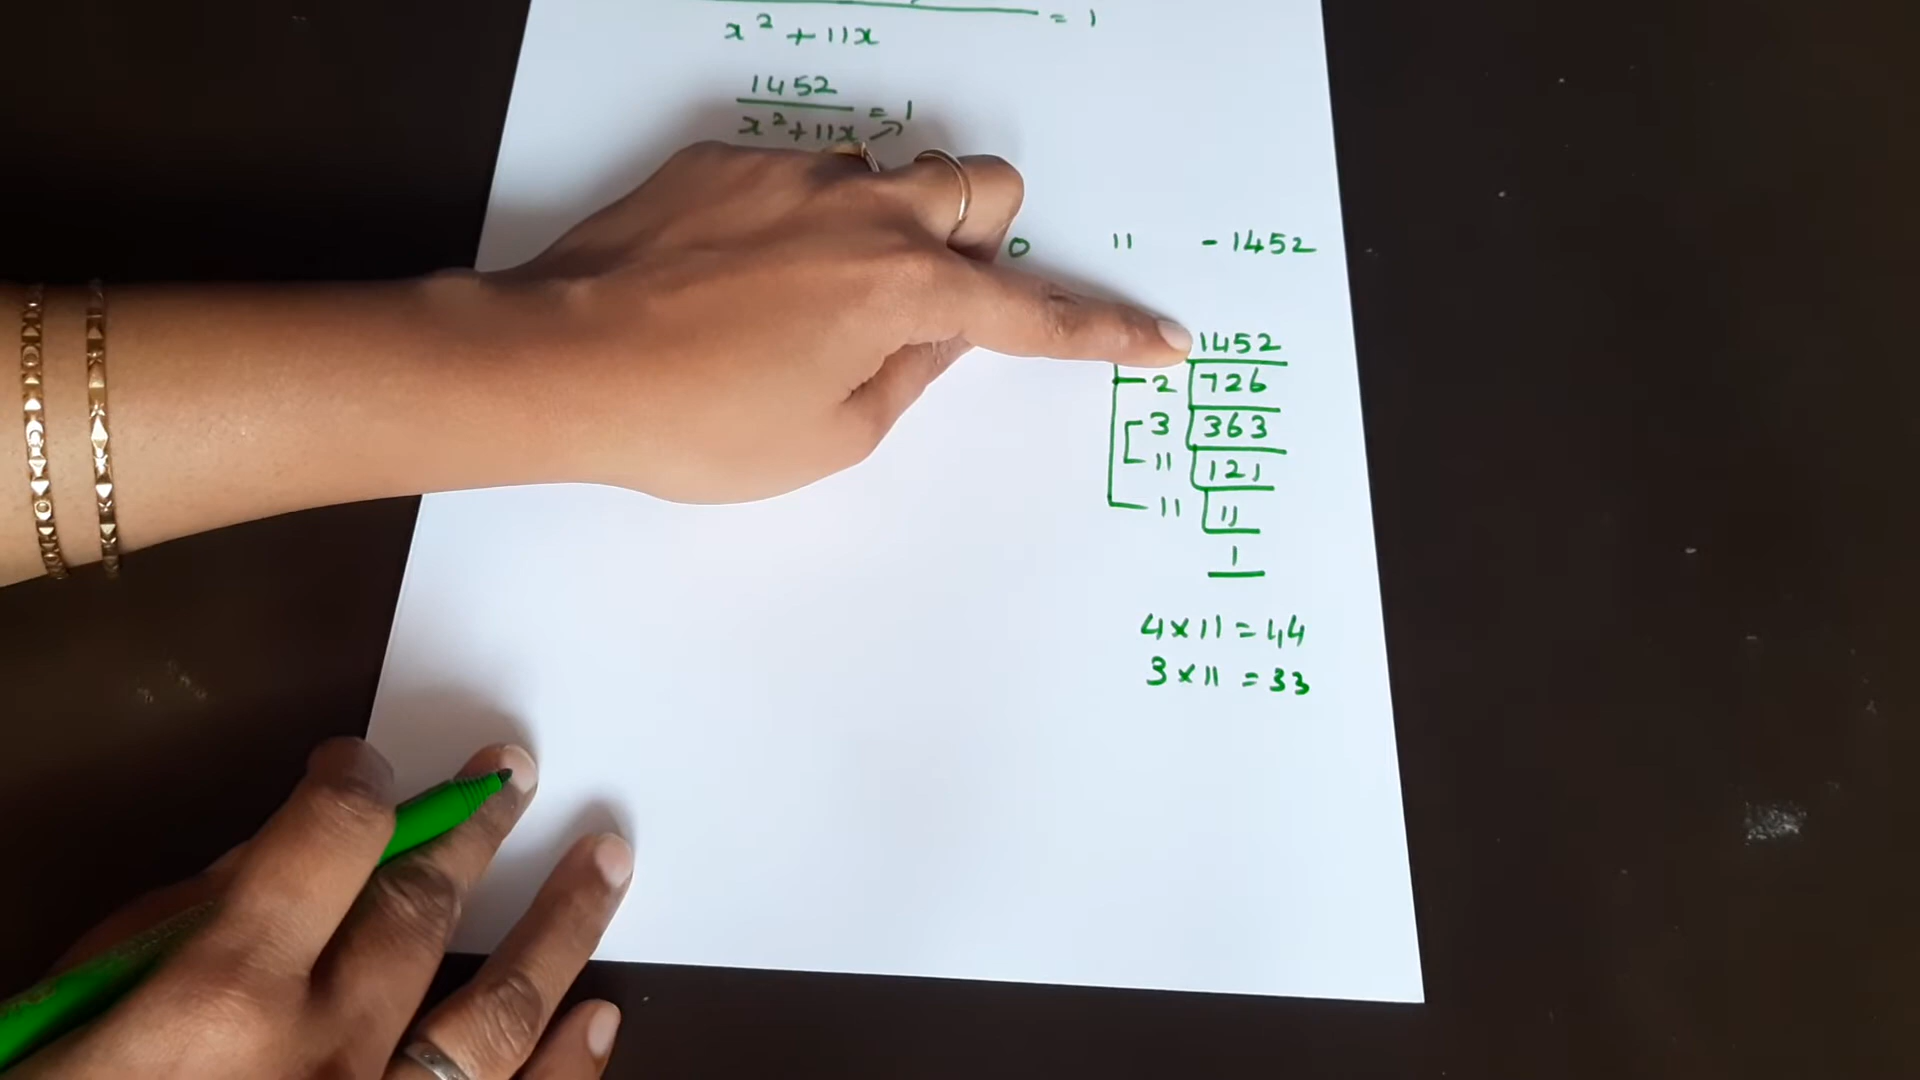 = 1
x² + 11x
1452
x² + 11x = 1
0 11 - 1452
1452
2 726
3 363
11 121
11 11
1
4 x 11 = 44
3 x 11 = 33